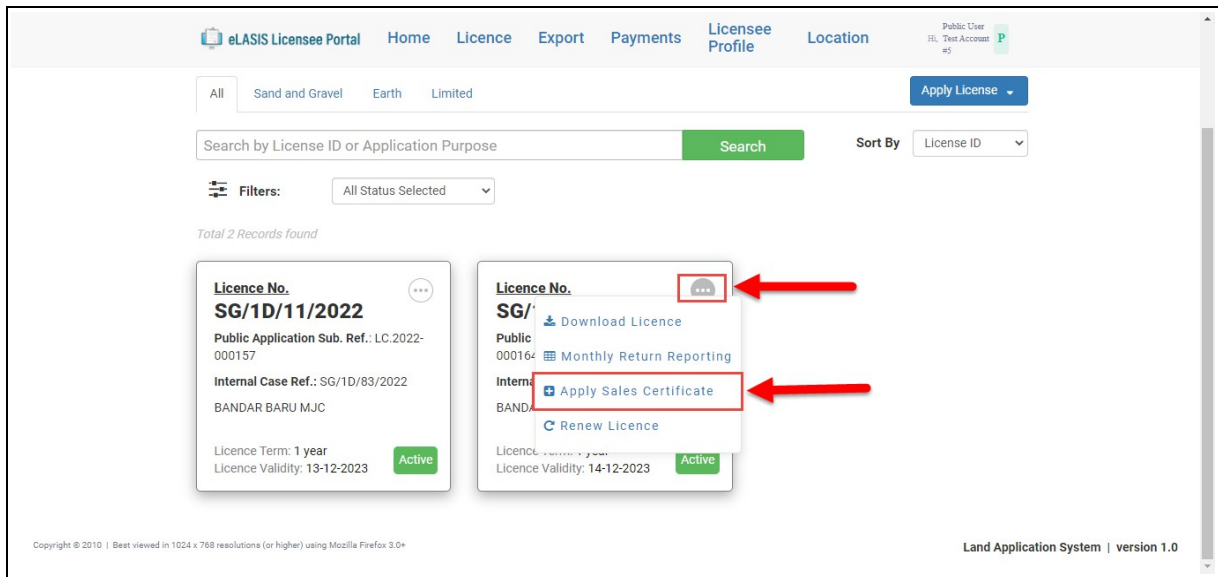 eLASIS Licensee Portal Home Licence Export Payments Licensee Profile Location
Public User
Hi, Test Account P
#5
All Sand and Gravel Earth Limited Apply License
Search by License ID or Application Purpose Search Sort By License ID
Filters: All Status Selected
Total 2 Records found
Licence No.
SG/1D/11/2022
Public Application Sub. Ref.: LC.2022-
000157
Internal Case Ref.: SG/1D/83/2022
BANDAR BARU MJC
Licence Term: 1 year
Licence Validity: 13-12-2023
Active
Licence No.
SG/
Public
000164
Interna
BANDA
Download Licence
Monthly Return Reporting
Apply Sales Certificate
Renew Licence
Licence Term: 1 year
Licence Validity: 14-12-2023
Active
Copyright © 2010 | Best viewed in 1024 x 768 resolutions (or higher) using Mozilla Firefox 3.0+
Land Application System | version 1.0